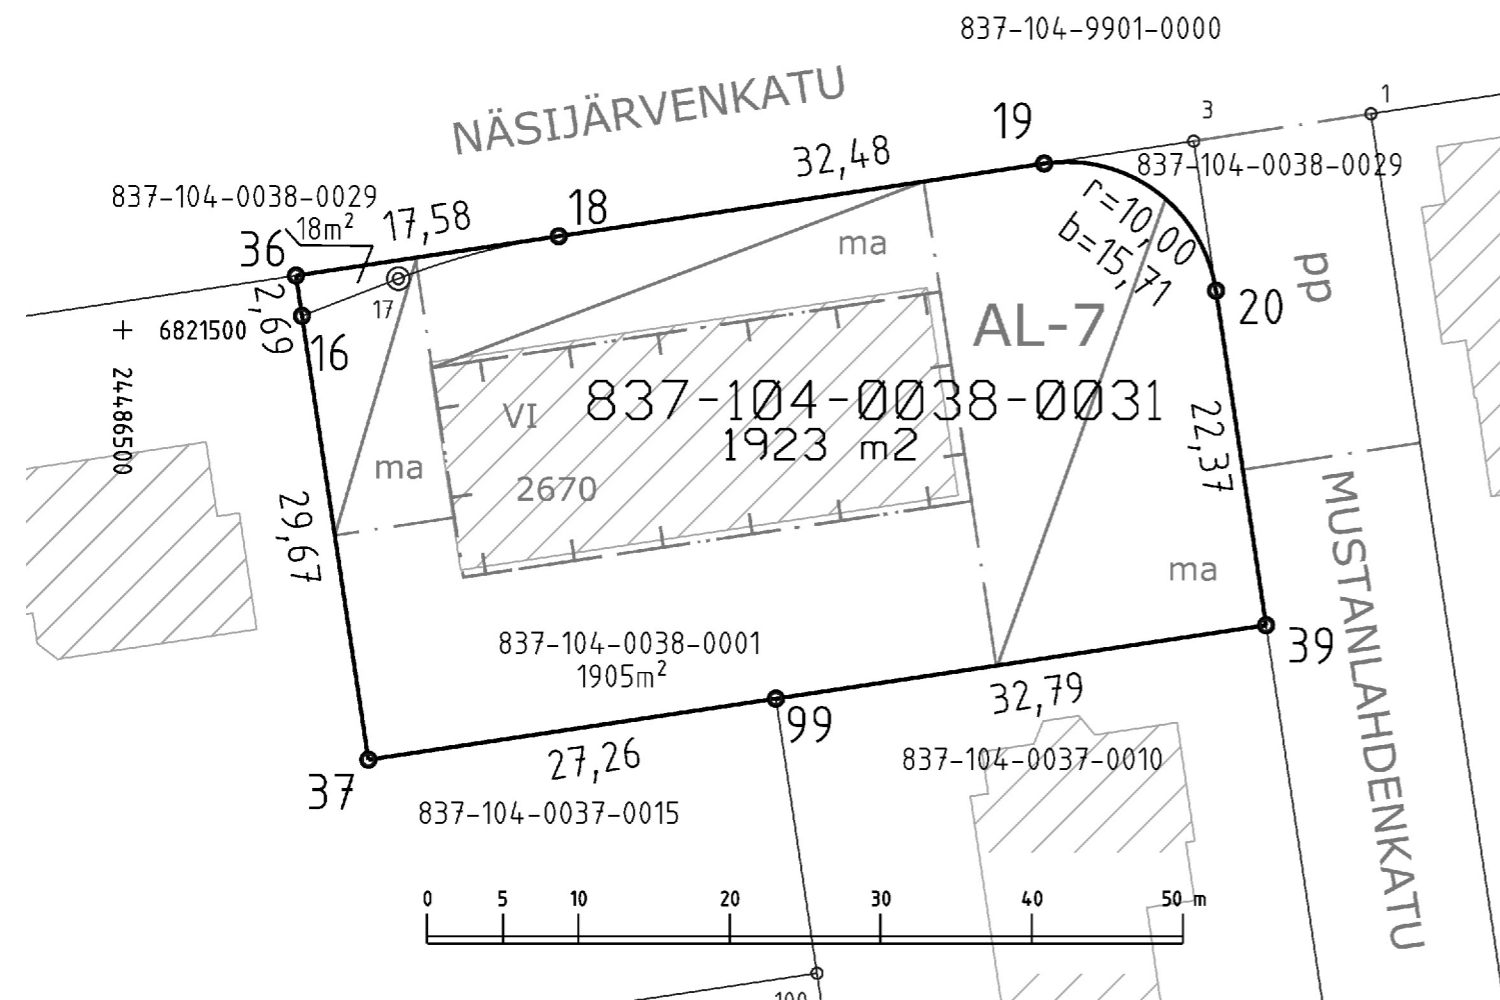 837-104-9901-0000
NÄSIJÄRVENKATU
1
3
19
32,48
837-104-0038-0029
837-104-0038-0029
18
17,58
18m²
36
r=10,00
b=15,71
ma
pp
17
2,69
16
+ 6821500
24486500
20
AL-7
837-104-0038-0031
1923 m2
VI
2670
ma
22,37
29,67
MUSTANLAHDENKATU
ma
837-104-0038-0001
1905m²
39
32,79
99
27,26
37
837-104-0037-0010
837-104-0037-0015
0 5 10 20 30 40 50 m
100